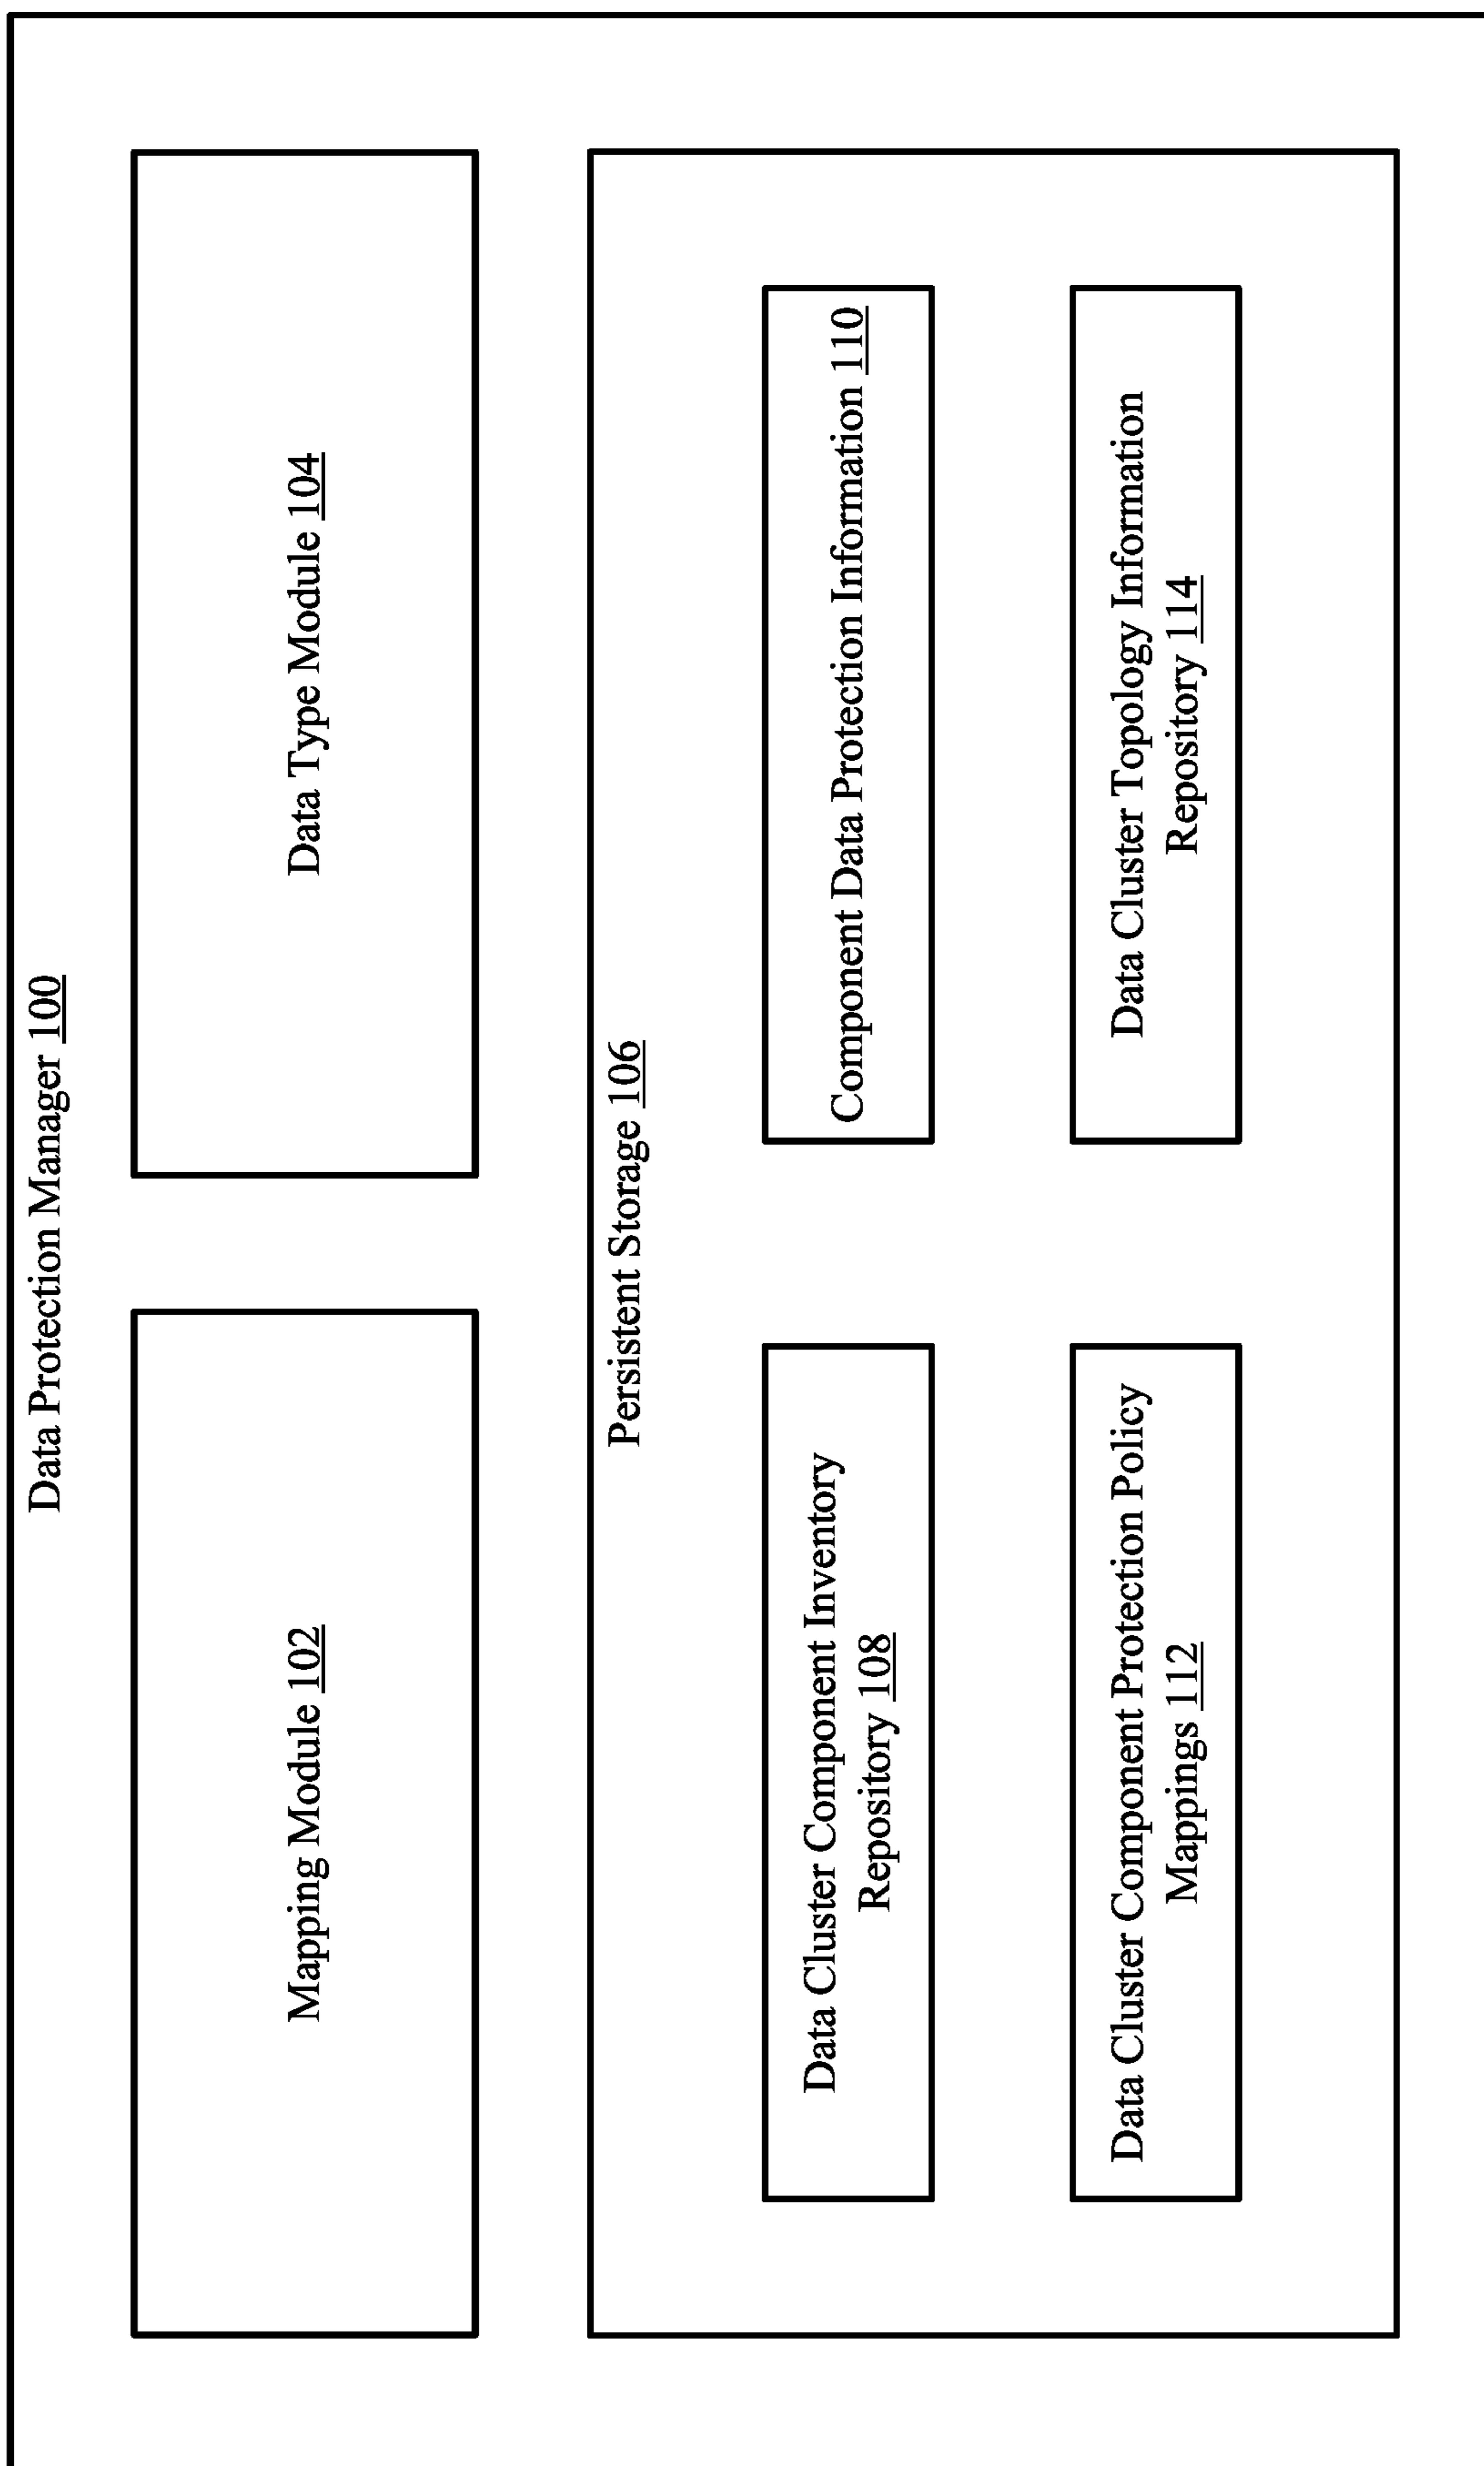 Data Protection Manager 100
Mapping Module 102
Data Type Module 104
Persistent Storage 106
Data Cluster Component Inventory
Repository 108
Component Data Protection Information 110
Data Cluster Component Protection Policy
Mappings 112
Data Cluster Topology Information
Repository 114